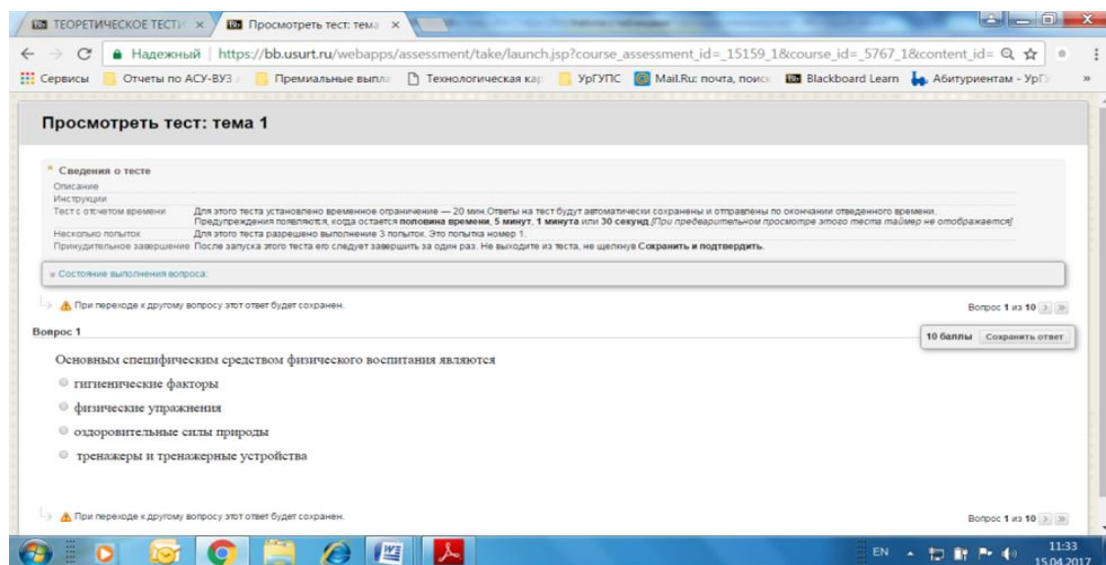 ТЕОРЕТИЧЕСКОЕ ТЕСТИ
Просмотреть тест: тема
Надежный
https://bb.usurt.ru/webapps/assessment/take/launch.jsp?course_assessment_id=_15159_1&course_id=_5767_1&content_id=
Сервисы
Отчеты по АСУ-ВУЗ
Премиальные выпла
Технологическая кар
УрГУПС
Mail.Ru: почта, поиск
Blackboard Learn
Абитуриентам - УрГ
Просмотреть тест: тема 1
Сведения о тесте
Описание
Инструкции
Тест с отсчетом времени Для этого теста установлено временное ограничение — 20 мин.Ответы на тест будут автоматически сохранены и отправлены по окончании отведенного времени.
Предупреждения появляются, когда остается половина времени, 5 минут, 1 минута или 30 секунд.[При предварительном просмотре этого теста таймер не отображается]
Несколько попыток Для этого теста разрешено выполнение 3 попыток. Это попытка номер 1.
Принудительное завершение После запуска этого теста его следует завершить за один раз. Не выходите из теста, не щелкнув Сохранить и подтвердить.
Состояние выполнения вопроса:
При переходе к другому вопросу этот ответ будет сохранен.
Вопрос 1 из 10
Вопрос 1
10 баллы
Сохранить ответ
Основным специфическим средством физического воспитания являются
гигиенические факторы
физические упражнения
оздоровительные силы природы
тренажеры и тренажерные устройства
При переходе к другому вопросу этот ответ будет сохранен.
Вопрос 1 из 10
EN
11:33
15.04.2017